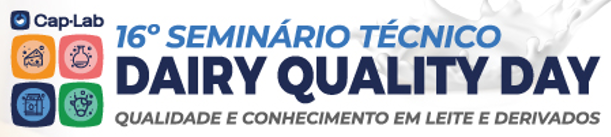 Cap-Lab
16º SEMINÁRIO TÉCNICO
DAIRY QUALITY DAY
QUALIDADE E CONHECIMENTO EM LEITE E DERIVADOS